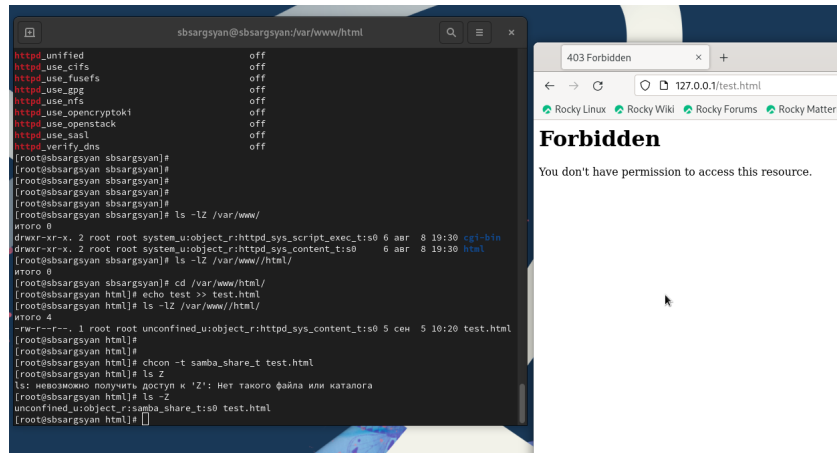 sbsargsyan@sbsargsyan:/var/www/html
httpd_unified off
httpd_use_cifs off
httpd_use_fusefs off
httpd_use_gpg off
httpd_use_nfs off
httpd_use_opencryptoki off
httpd_use_openstack off
httpd_use_sasl off
httpd_verify_dns off
[root@sbsargsyan sbsargsyan]#
[root@sbsargsyan sbsargsyan]#
[root@sbsargsyan sbsargsyan]#
[root@sbsargsyan sbsargsyan]#
[root@sbsargsyan sbsargsyan]# ls -lZ /var/www/
итого 0
drwxr-xr-x. 2 root root system_u:object_r:httpd_sys_script_exec_t:s0 6 авг 8 19:30 cgi-bin
drwxr-xr-x. 2 root root system_u:object_r:httpd_sys_content_t:s0 6 авг 8 19:30 html
[root@sbsargsyan sbsargsyan]# ls -lZ /var/www//html/
итого 0
[root@sbsargsyan sbsargsyan]# cd /var/www/html/
[root@sbsargsyan html]# echo test >> test.html
[root@sbsargsyan html]# ls -lZ /var/www//html/
итого 4
-rw-r--r--. 1 root root unconfined_u:object_r:httpd_sys_content_t:s0 5 сен 5 10:20 test.html
[root@sbsargsyan html]#
[root@sbsargsyan html]#
[root@sbsargsyan html]# chcon -t samba_share_t test.html
[root@sbsargsyan html]# ls Z
ls: невозможно получить доступ к 'Z': Нет такого файла или каталога
[root@sbsargsyan html]# ls -Z
unconfined_u:object_r:samba_share_t:s0 test.html
[root@sbsargsyan html]#
403 Forbidden
127.0.0.1/test.html
Rocky Linux Rocky Wiki Rocky Forums Rocky Matter
Forbidden
You don't have permission to access this resource.